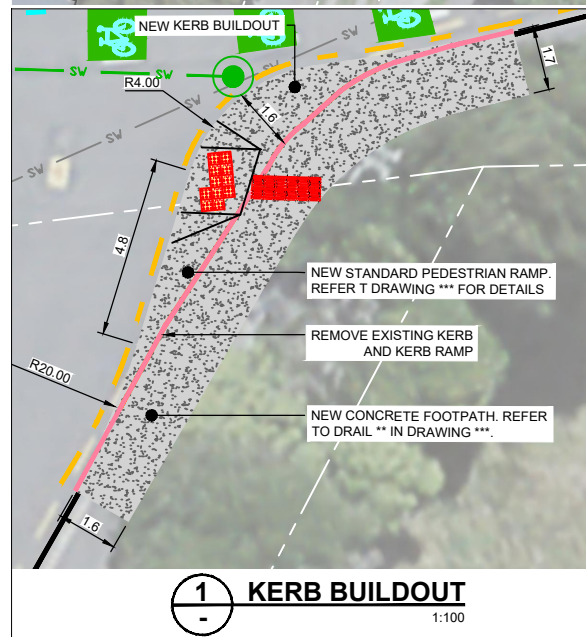 NEW KERB BUILDOUT
1.7
SW
SW
R4.00
SW
1.6
SW
4.8
NEW STANDARD PEDESTRIAN RAMP.
REFER T DRAWING *** FOR DETAILS
REMOVE EXISTING KERB
AND KERB RAMP
R20.00
NEW CONCRETE FOOTPATH. REFER
TO DRAIL ** IN DRAWING ***.
1.6
1
-
KERB BUILDOUT
1:100